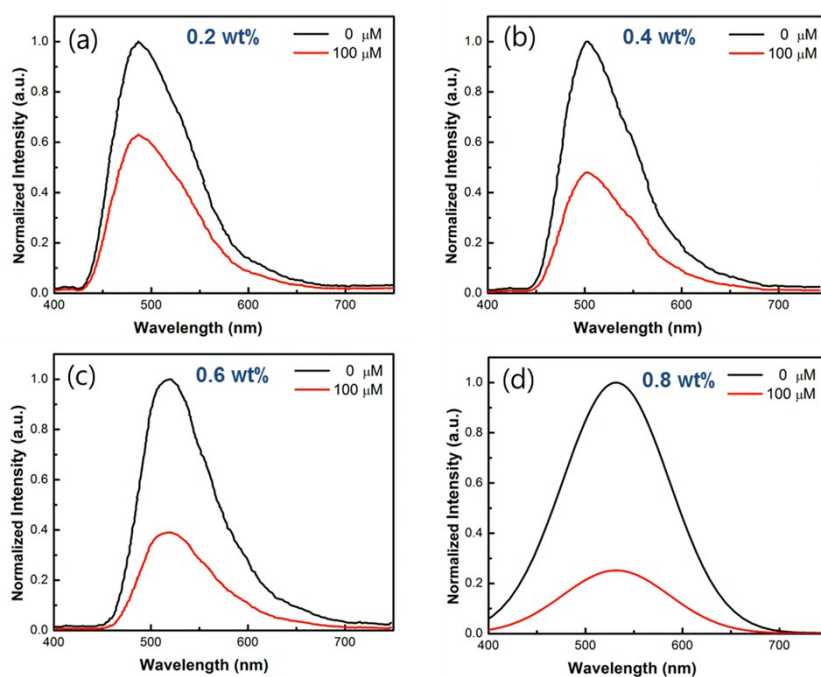 (a)
0.2 wt%
0 μM
100 μM
1.0
0.8
0.6
0.4
0.2
0.0
400 500 600 700
Wavelength (nm)
Normalized Intensity (a.u.)
(b)
0.4 wt%
0 μM
100 μM
1.0
0.8
0.6
0.4
0.2
0.0
400 500 600 700
Wavelength (nm)
Normalized Intensity (a.u.)
(c)
0.6 wt%
0 μM
100 μM
1.0
0.8
0.6
0.4
0.2
0.0
400 500 600 700
Wavelength (nm)
Normalized Intensity (a.u.)
(d)
0.8 wt%
0 μM
100 μM
1.0
0.8
0.6
0.4
0.2
0.0
400 500 600 700
Wavelength (nm)
Normalized Intensity (a.u.)